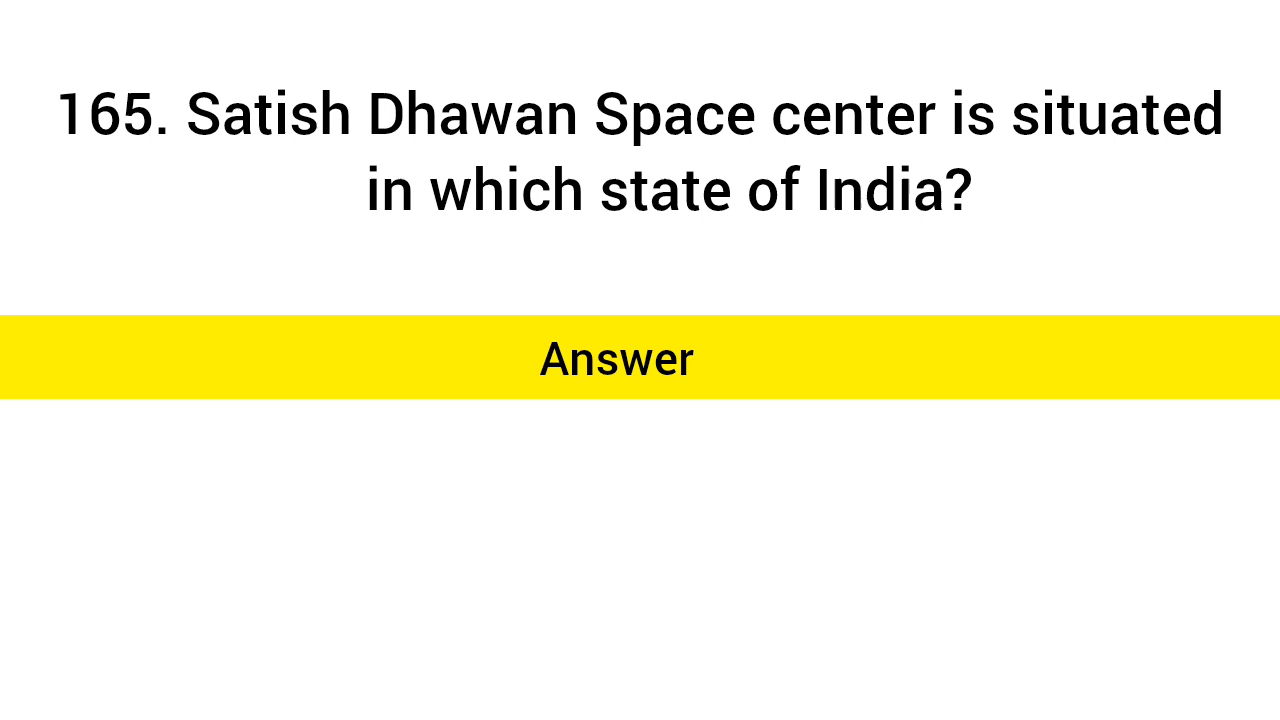 165. Satish Dhawan Space center is situated
in which state of India?
Answer